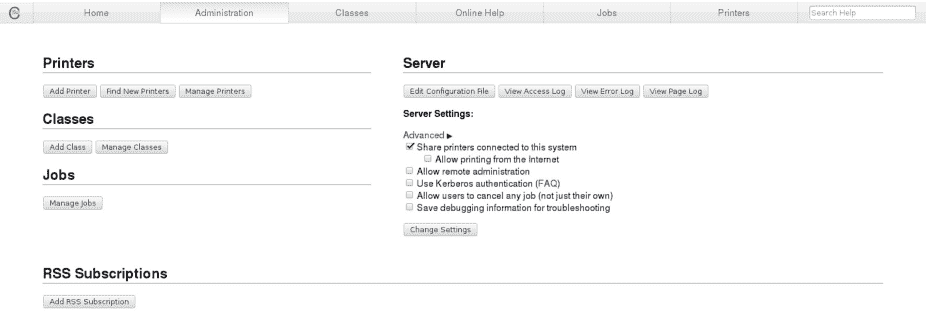 Home Administration Classes Online Help Jobs Printers Search Help
Printers
Add Printer Find New Printers Manage Printers
Classes
Add Class Manage Classes
Jobs
Manage Jobs
Server
Edit Configuration File View Access Log View Error Log View Page Log
Server Settings:
Advanced ▶
Share printers connected to this system
Allow printing from the Internet
Allow remote administration
Use Kerberos authentication (FAQ)
Allow users to cancel any job (not just their own)
Save debugging information for troubleshooting
Change Settings
RSS Subscriptions
Add RSS Subscription